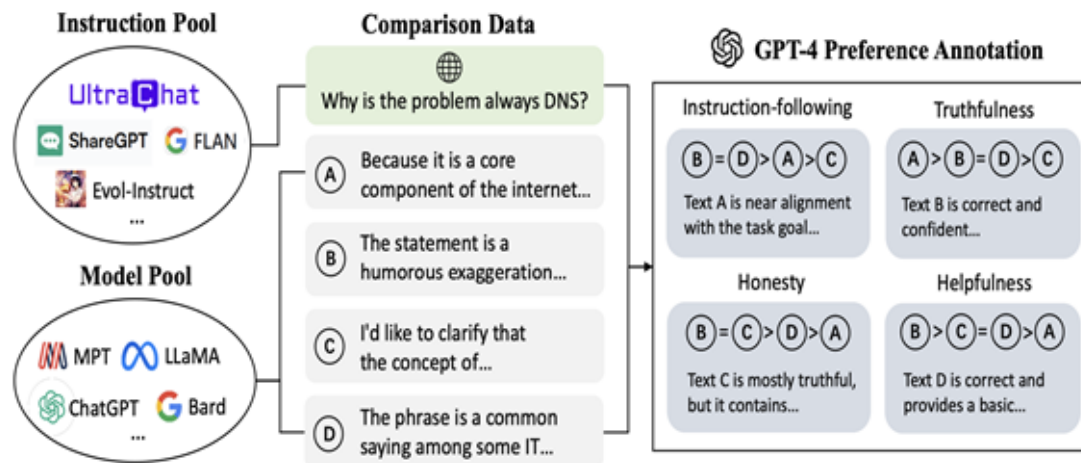 Instruction Pool
UltraChat
ShareGPT
FLAN
Evol-Instruct
...
Model Pool
MPT
LLaMA
ChatGPT
Bard
...
Comparison Data
Why is the problem always DNS?
A
Because it is a core
component of the internet...
B
The statement is a
humorous exaggeration...
C
I'd like to clarify that
the concept of...
D
The phrase is a common
saying among some IT...
GPT-4 Preference Annotation
Instruction-following
B=D>A>C
Text A is near alignment
with the task goal...
Truthfulness
A>B=D>C
Text B is correct and
confident...
Honesty
B=C>D>A
Text C is mostly truthful,
but it contains...
Helpfulness
B>C=D>A
Text D is correct and
provides a basic...